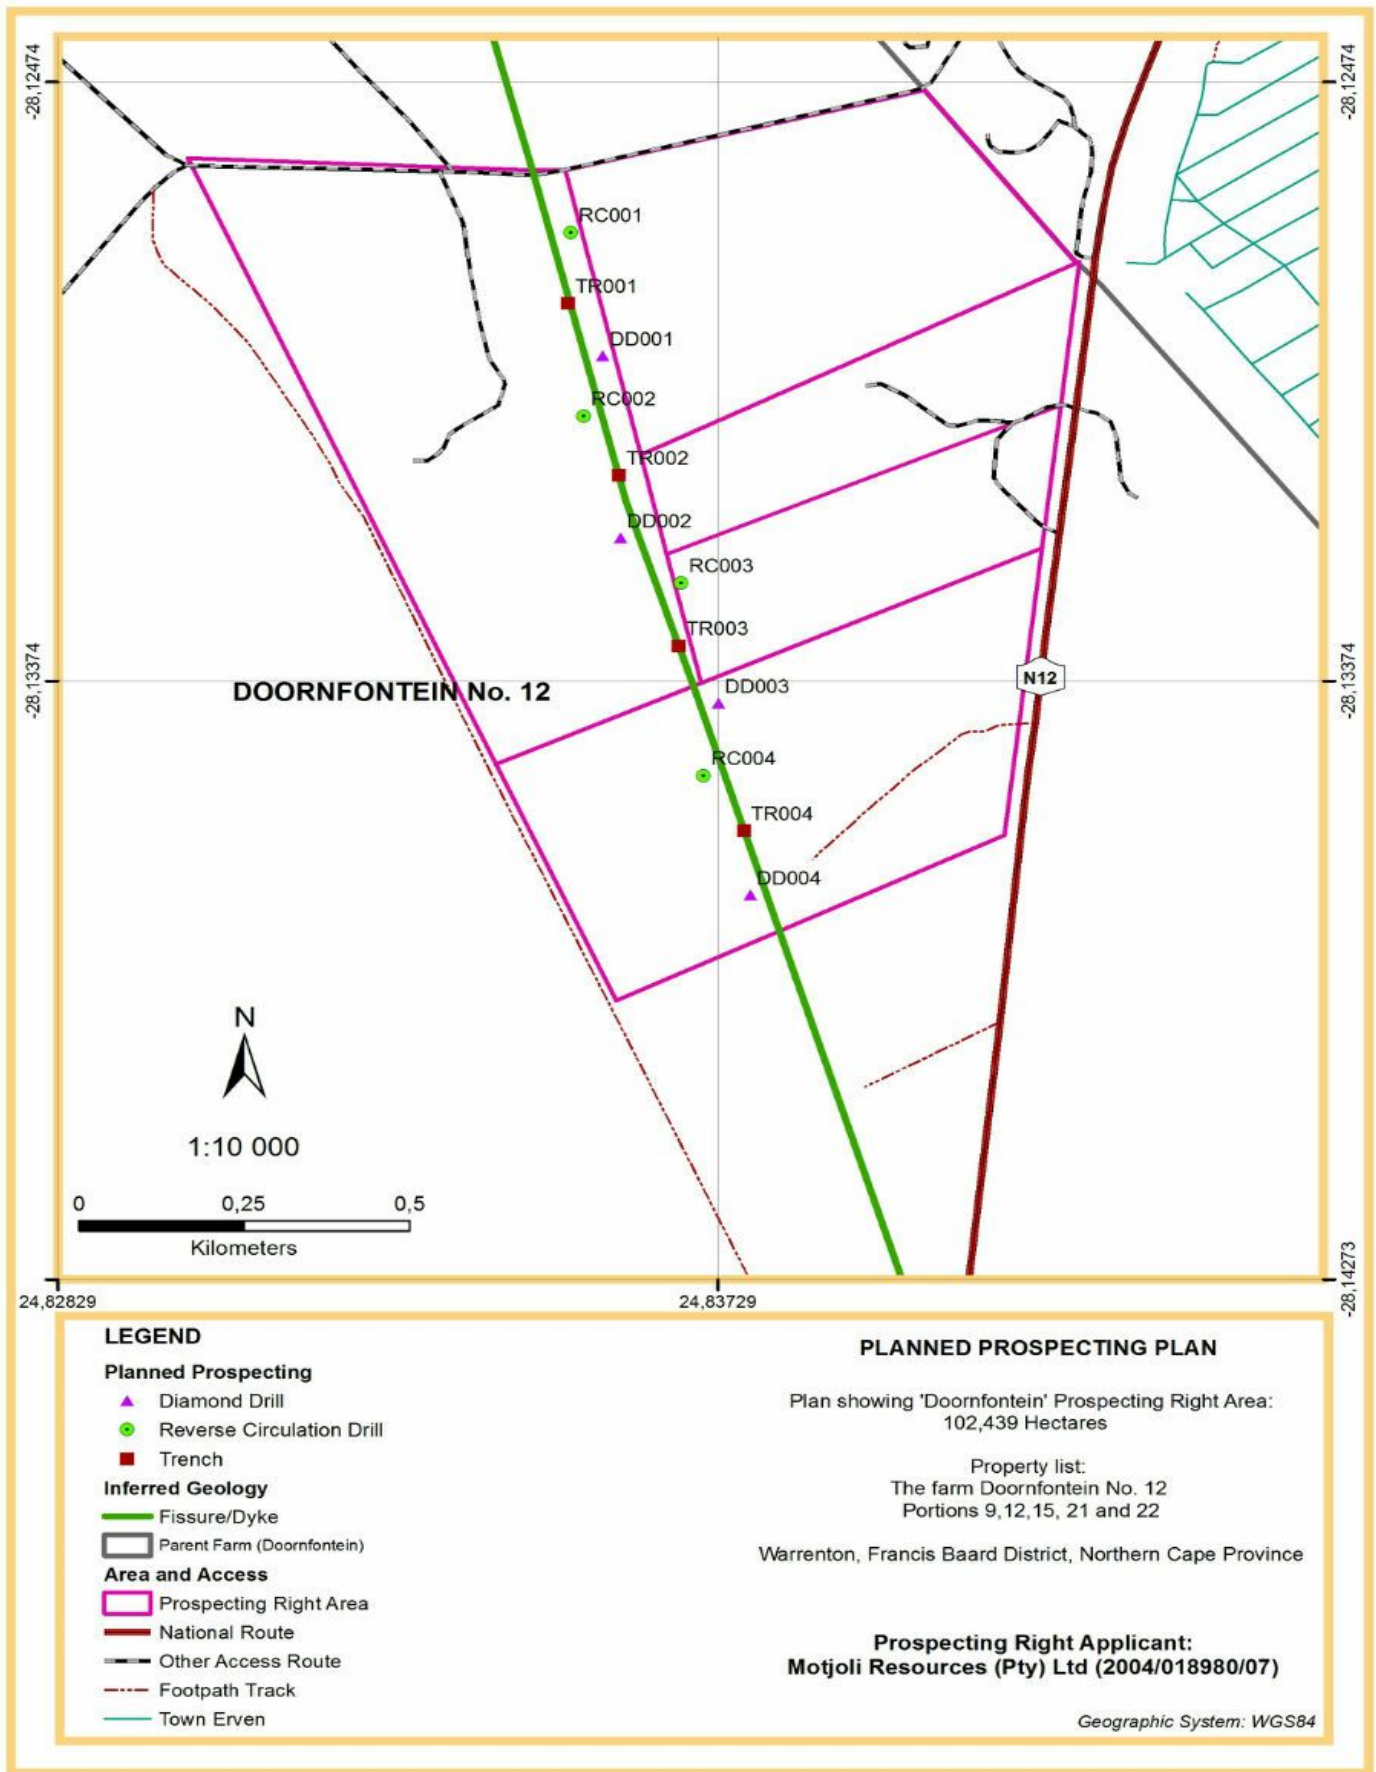 -28,12474
-28,12474
RC001
TR001
DD001
RC002
TR002
DD002
RC003
TR003
-28,13374
DOORNFONTEIN No. 12
DD003
N12
-28,13374
RC004
TR004
DD004
N
1:10 000
0 0,25 0,5
Kilometers
-28,14273
24,82829
24,83729
LEGEND
Planned Prospecting
Diamond Drill
Reverse Circulation Drill
Trench
Inferred Geology
Fissure/Dyke
Parent Farm (Doornfontein)
Area and Access
Prospecting Right Area
National Route
Other Access Route
Footpath Track
Town Erven
PLANNED PROSPECTING PLAN
Plan showing 'Doornfontein' Prospecting Right Area:
102,439 Hectares
Property list:
The farm Doornfontein No. 12
Portions 9,12,15, 21 and 22
Warrenton, Francis Baard District, Northern Cape Province
Prospecting Right Applicant:
Motjoli Resources (Pty) Ltd (2004/018980/07)
Geographic System: WGS84